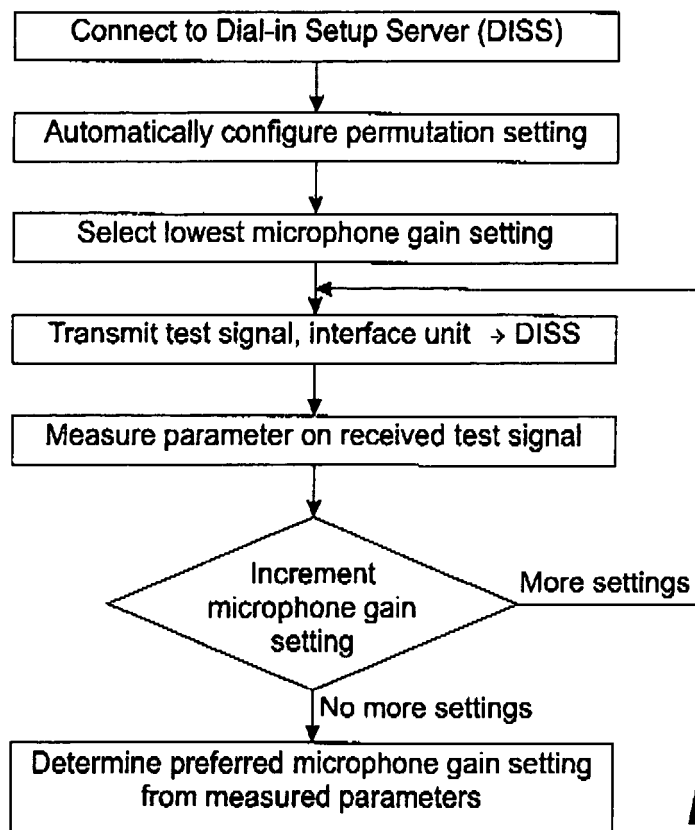 Connect to Dial-in Setup Server (DISS)
Automatically configure permutation setting
Select lowest microphone gain setting
Transmit test signal, interface unit → DISS
Measure parameter on received test signal
Increment
microphone gain
setting
More settings
No more settings
Determine preferred microphone gain setting
from measured parameters